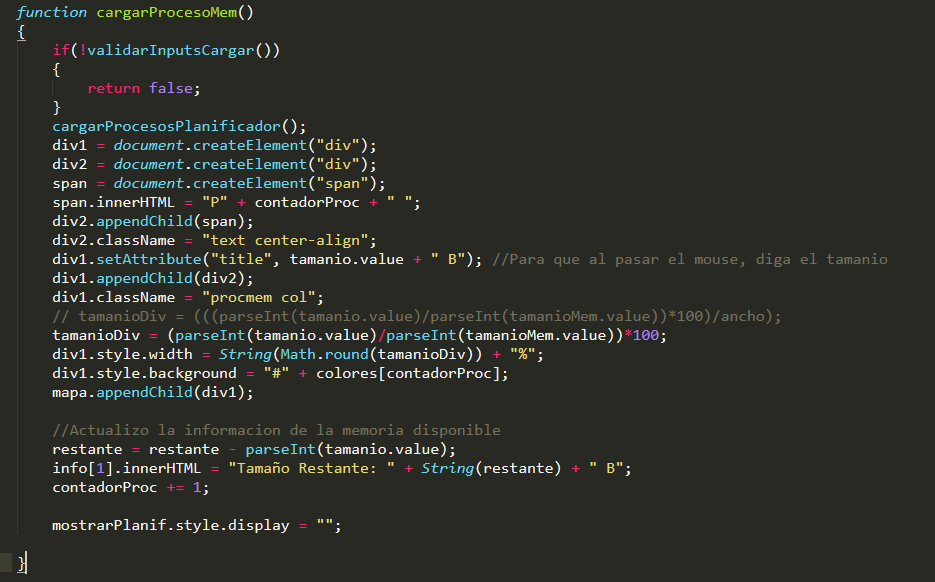 function cargarProcesoMem()
{
    if(!validarInputsCargar())
    {
        return false;
    }
    cargarProcesosPlanificador();
    div1 = document.createElement("div");
    div2 = document.createElement("div");
    span = document.createElement("span");
    span.innerHTML = "P" + contadorProc + " ";
    div2.appendChild(span);
    div2.className = "text center-align";
    div1.setAttribute("title", tamanio.value + " B"); //Para que al pasar el mouse, diga el tamanio
    div1.appendChild(div2);
    div1.className = "procmem col";
    // tamanioDiv = (((parseInt(tamanio.value)/parseInt(tamanioMem.value))*100)/ancho);
    tamanioDiv = (parseInt(tamanio.value)/parseInt(tamanioMem.value))*100;
    div1.style.width = String(Math.round(tamanioDiv)) + "%";
    div1.style.background = "#" + colores[contadorProc];
    mapa.appendChild(div1);

    //Actualizo la informacion de la memoria disponible
    restante = restante - parseInt(tamanio.value);
    info[1].innerHTML = "Tamaño Restante: " + String(restante) + " B";
    contadorProc += 1;

    mostrarPlanif.style.display = "";

}